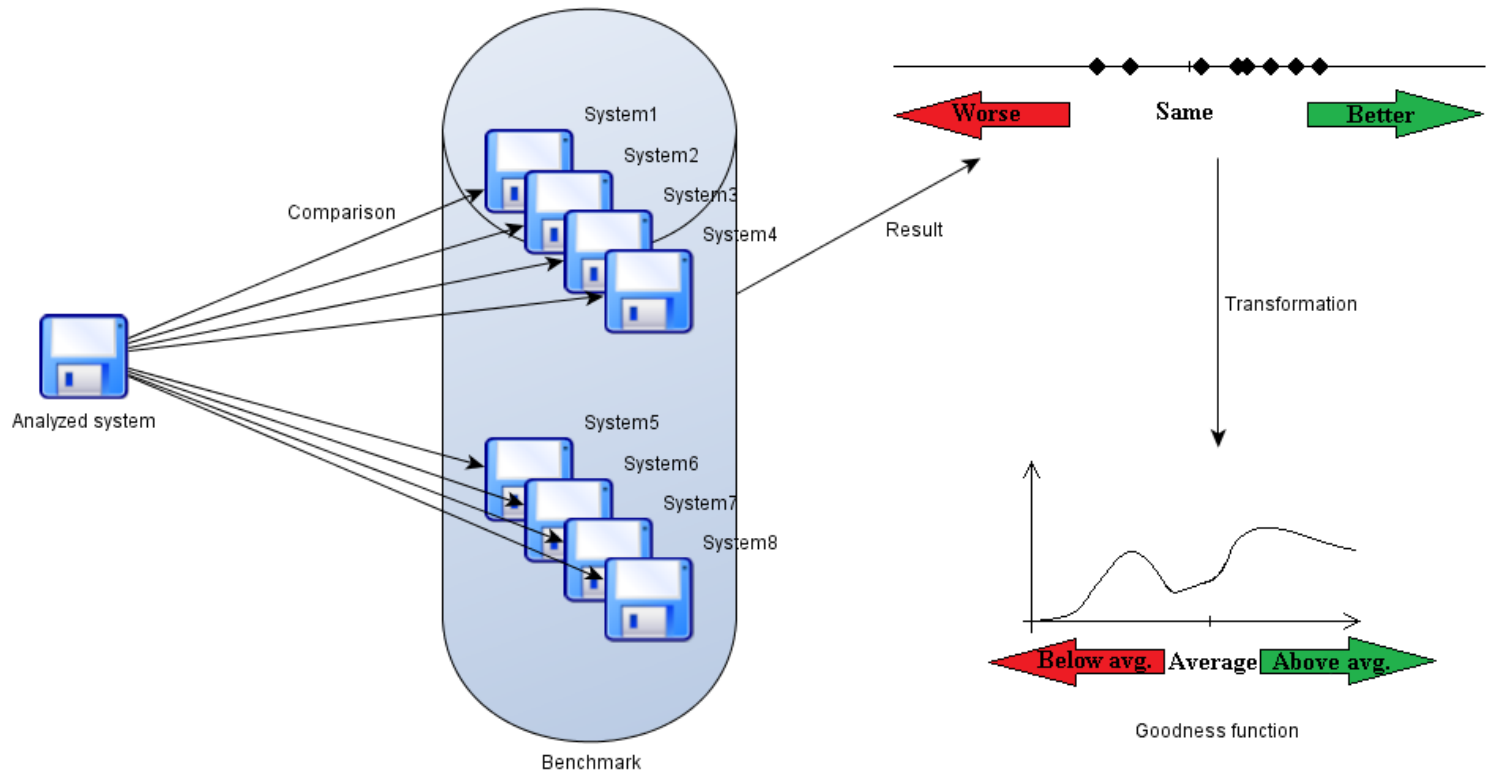 System1
System2
System3
System4
Comparison
Analyzed system
System5
System6
System7
System8
Benchmark
Result
Worse
Same
Better
Transformation
Below avg.
Average
Above avg.
Goodness function